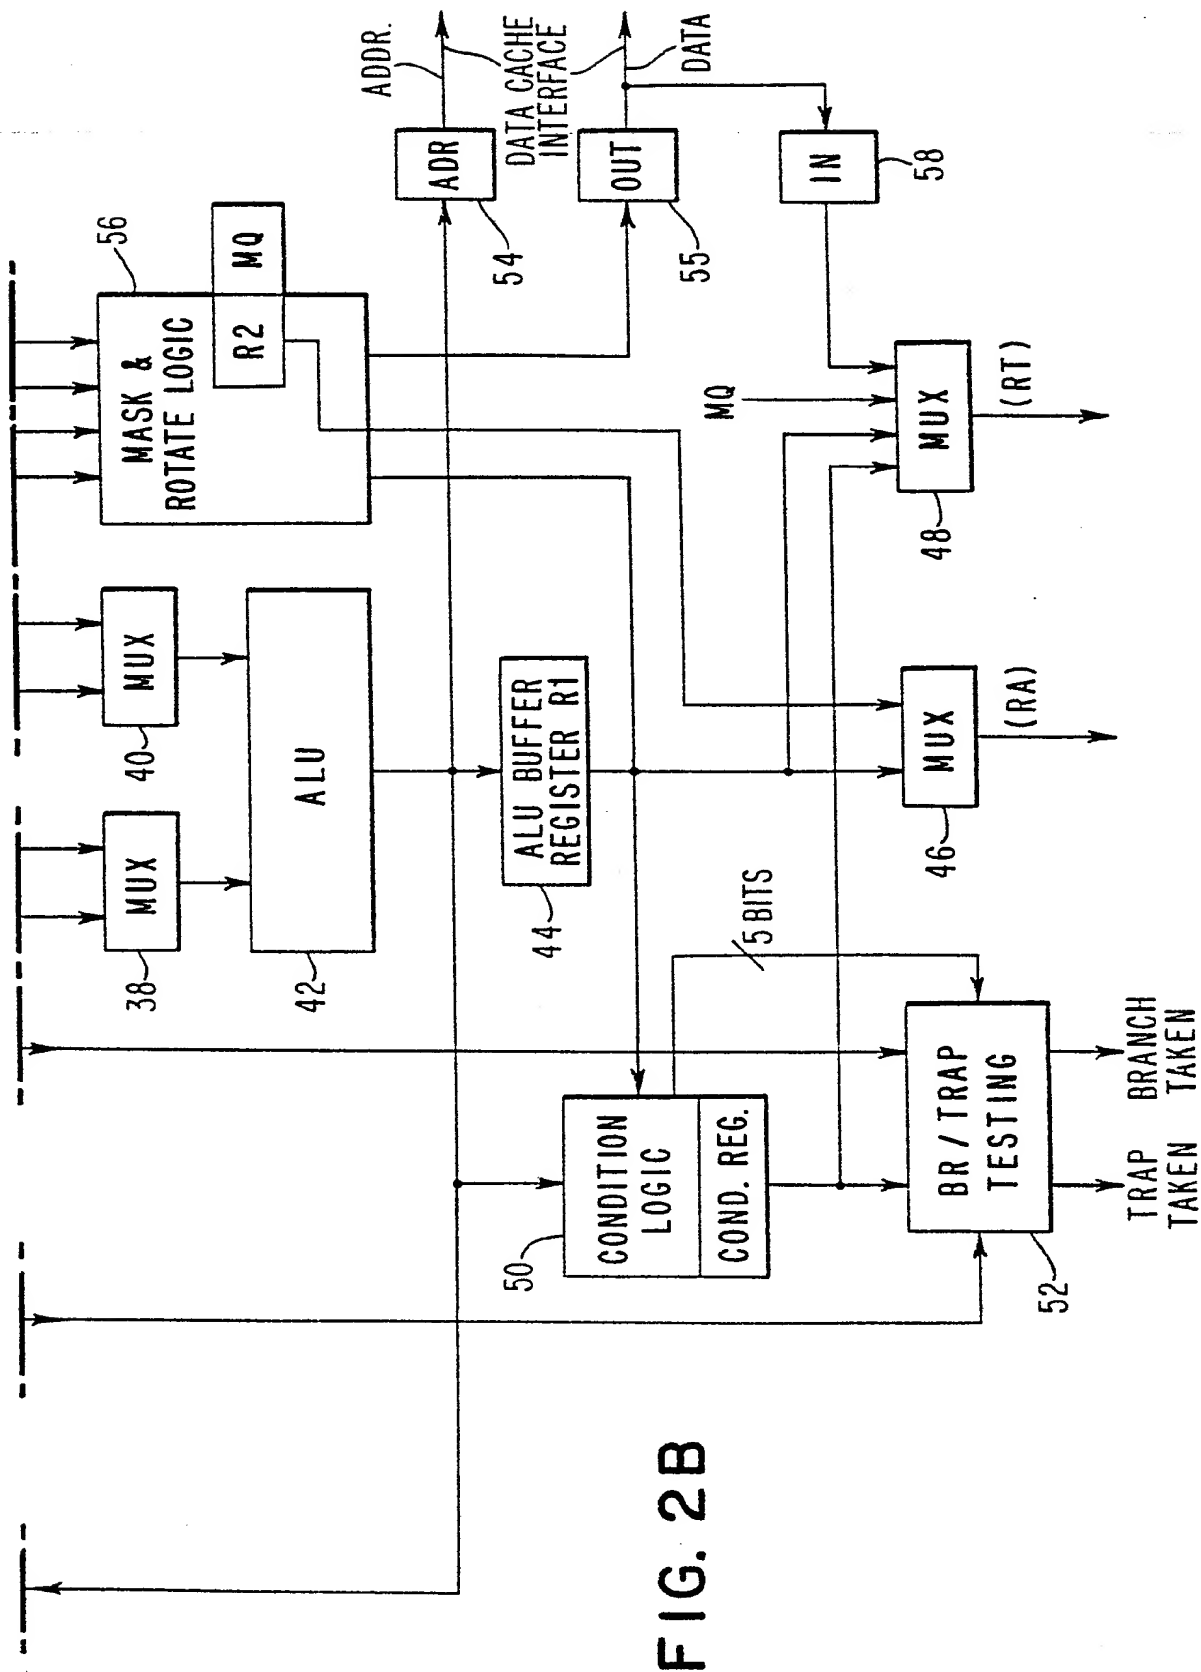 ADDR.
DATA CACHE
INTERFACE
DATA
ADR
54
OUT
55
IN
58
56
MASK &
ROTATE LOGIC
R2
MQ
MUX
40
MUX
38
ALU
42
ALU BUFFER
REGISTER R1
44
MQ
MUX
48
(RT)
MUX
46
(RA)
5 BITS
CONDITION
LOGIC
COND. REG.
50
BR / TRAP
TESTING
52
TRAP
TAKEN
BRANCH
TAKEN
FIG. 2B